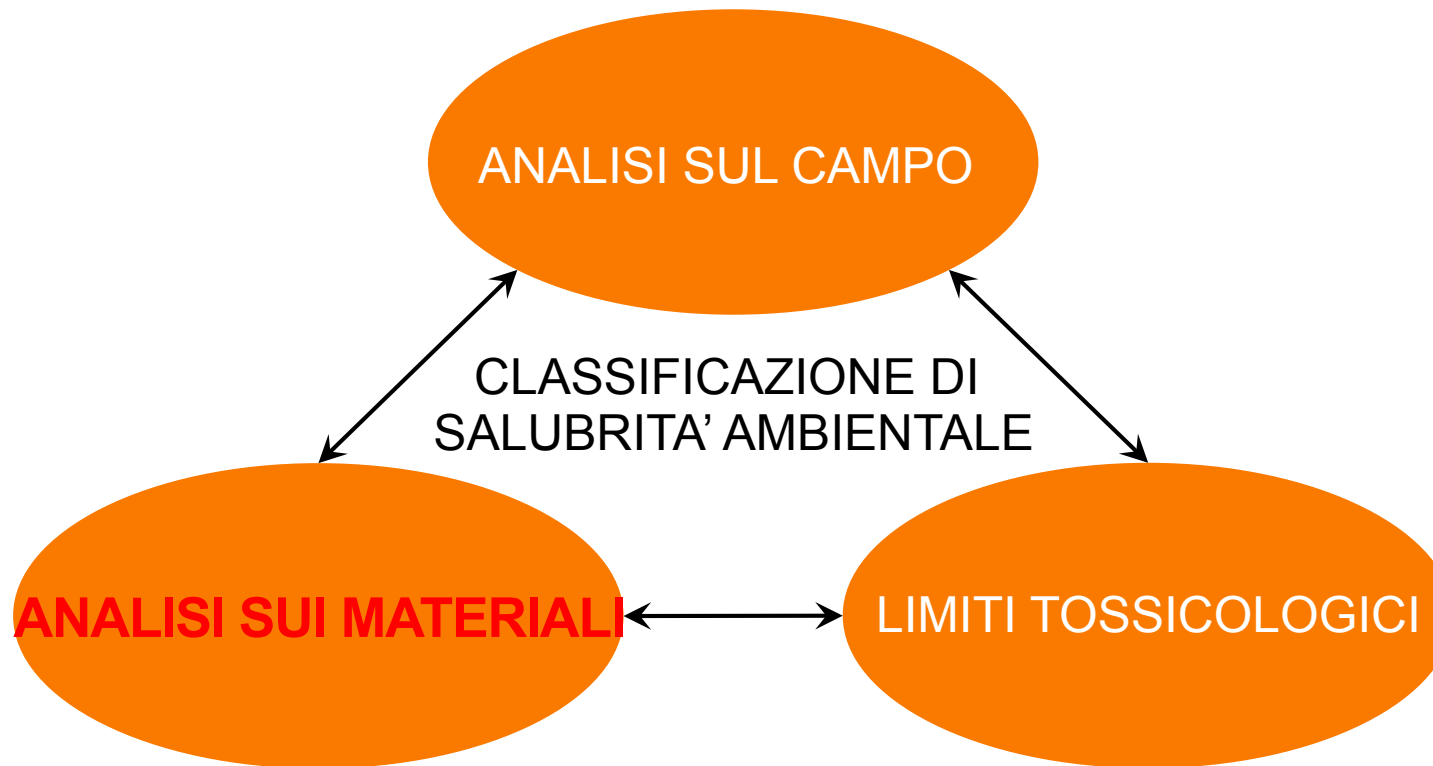 ANALISI SUL CAMPO
CLASSIFICAZIONE DI
SALUBRITA’ AMBIENTALE
ANALISI SUI MATERIALI
LIMITI TOSSICOLOGICI